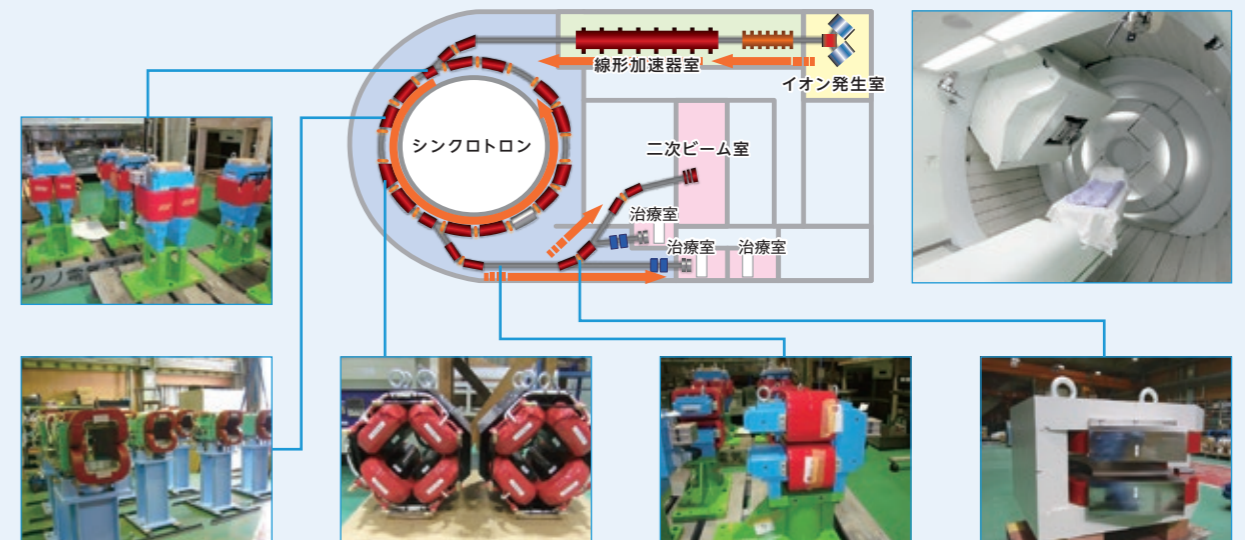 線形加速器室
イオン発生室
シンクロトロン
二次ビーム室
治療室
治療室
治療室